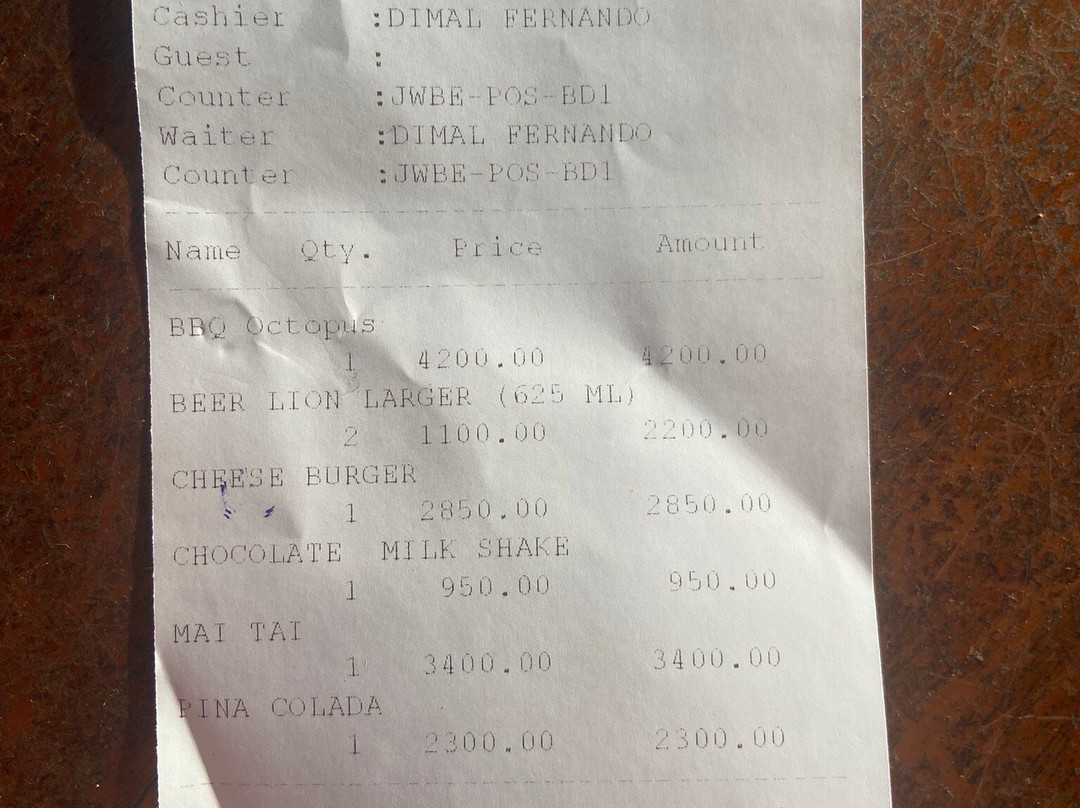 Cashier :DIMAL FERNANDO
Guest :
Counter :JWBE-POS-BD1
Waiter :DIMAL FERNANDO
Counter :JWBE-POS-BD1
Name Qty. Price Amount
BBQ Octopus
1 4200.00 4200.00
BEER LION LARGER (625 ML)
2 1100.00 2200.00
CHEESE BURGER
1 2850.00 2850.00
CHOCOLATE MILK SHAKE
1 950.00 950.00
MAI TAI
1 3400.00 3400.00
PINA COLADA
1 2300.00 2300.00